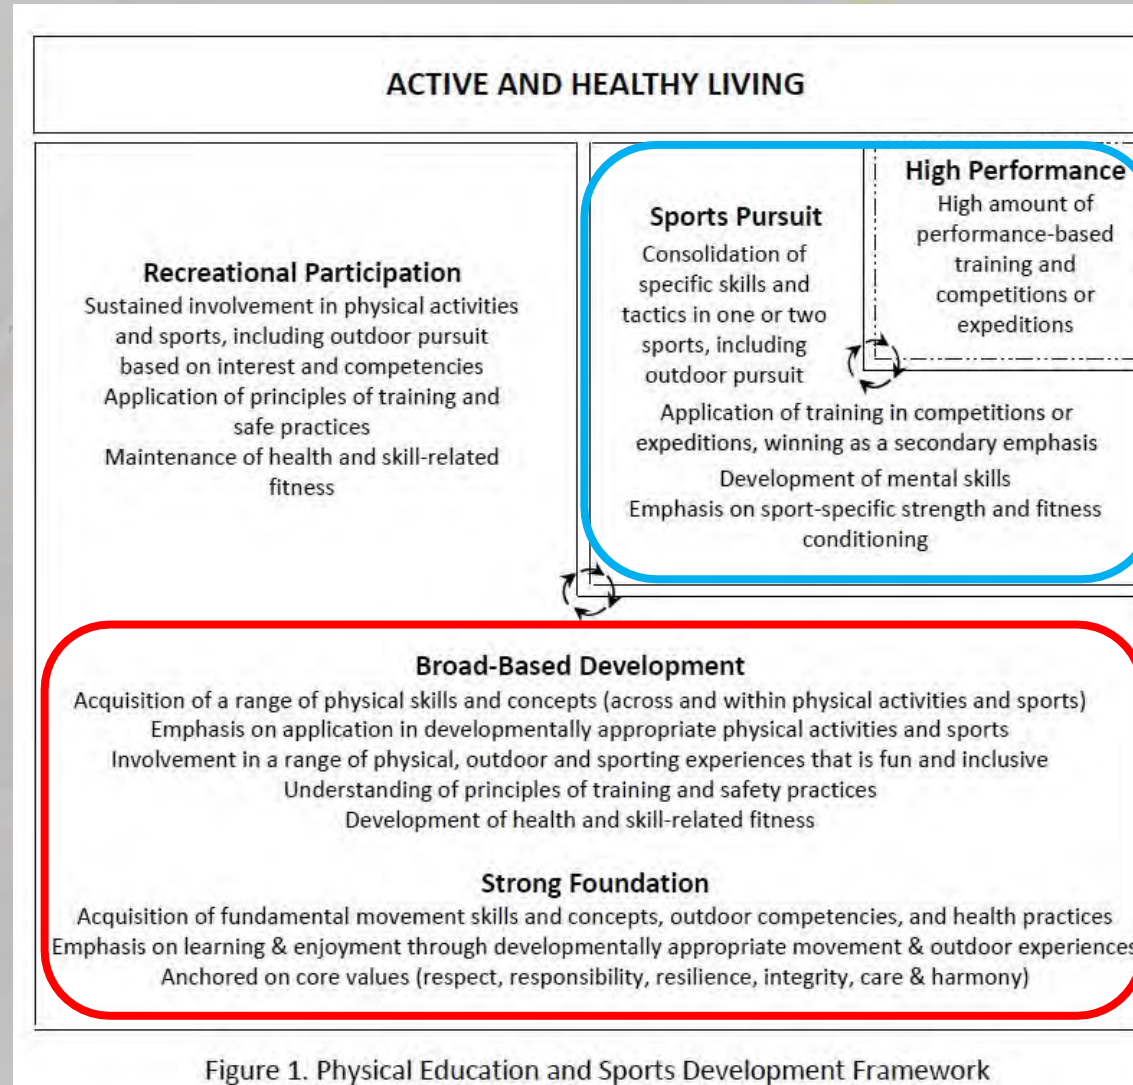 ACTIVE AND HEALTHY LIVING
Recreational Participation
Sustained involvement in physical activities
and sports, including outdoor pursuit
based on interest and competencies
Application of principles of training and
safe practices
Maintenance of health and skill-related
fitness
Sports Pursuit
Consolidation of
specific skills and
tactics in one or two
sports, including
outdoor pursuit
High Performance
High amount of
performance-based
training and
competitions or
expeditions
Application of training in competitions or
expeditions, winning as a secondary emphasis
Development of mental skills
Emphasis on sport-specific strength and fitness
conditioning
Broad-Based Development
Acquisition of a range of physical skills and concepts (across and within physical activities and sports)
Emphasis on application in developmentally appropriate physical activities and sports
Involvement in a range of physical, outdoor and sporting experiences that is fun and inclusive
Understanding of principles of training and safety practices
Development of health and skill-related fitness
Strong Foundation
Acquisition of fundamental movement skills and concepts, outdoor competencies, and health practices
Emphasis on learning & enjoyment through developmentally appropriate movement & outdoor experiences
Anchored on core values (respect, responsibility, resilience, integrity, care & harmony)
Figure 1. Physical Education and Sports Development Framework